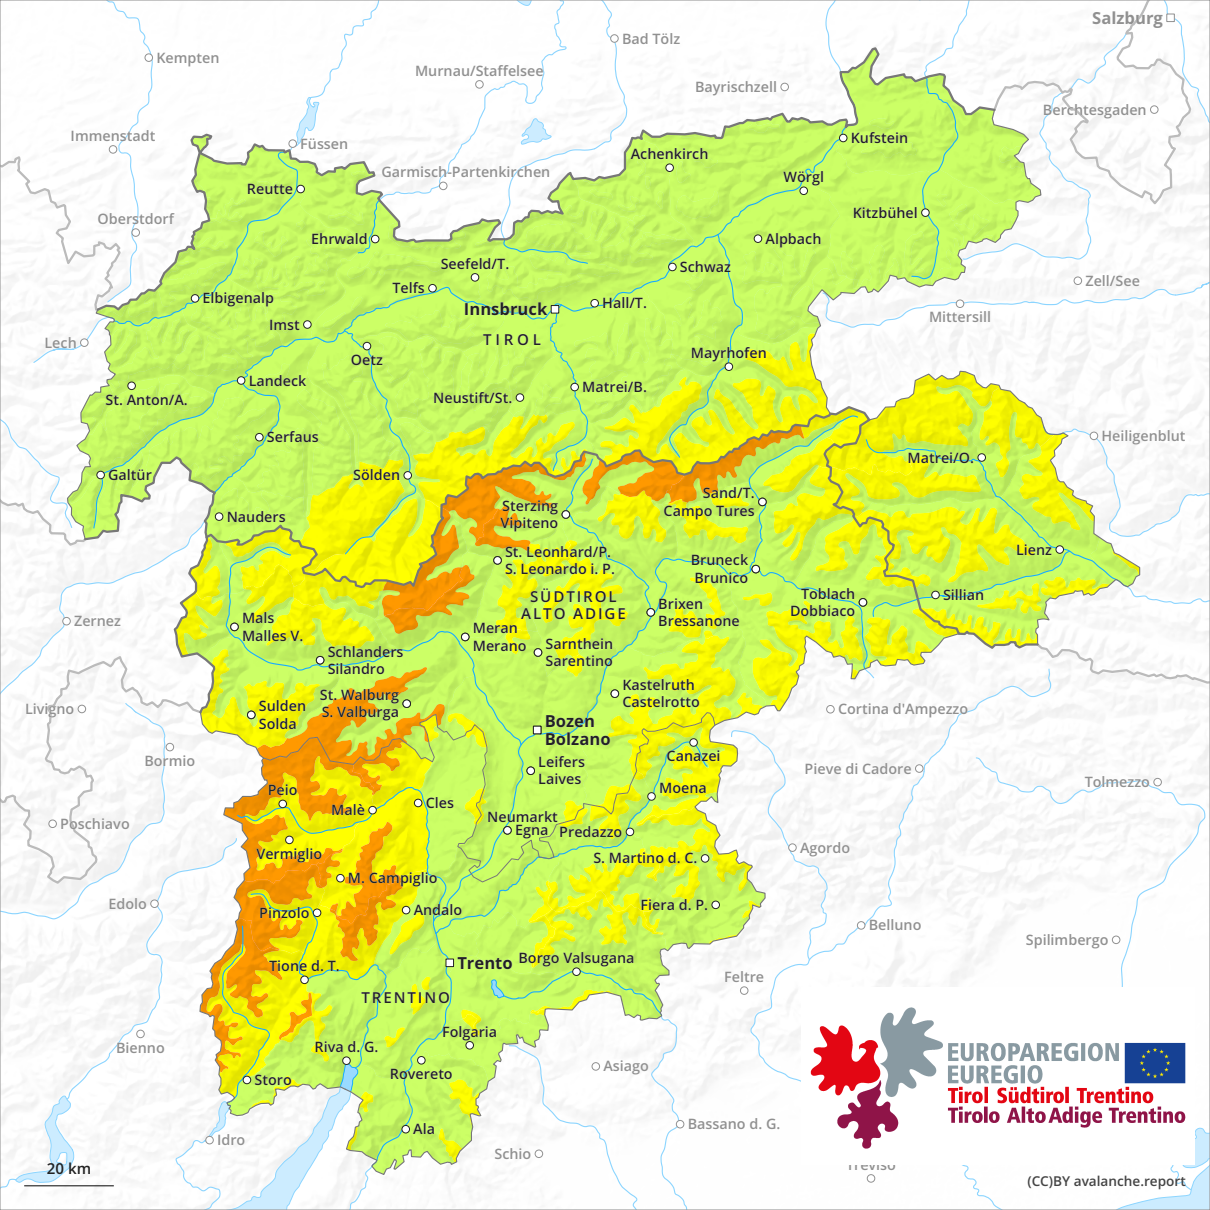 Salzburg
Bad Tölz
Kempten
Murnau/Staffelsee
Bayrischzell
Berchtesgaden
Immenstadt
Füssen
Kufstein
Achenkirch
Garmisch-Partenkirchen
Wörgl
Reutte
Oberstdorf
Kitzbühel
Ehrwald
Alpbach
Seefeld/T.
Schwaz
Zell/See
Telfs
Elbigenalp
Hall/T.
Innsbruck
Mittersill
Imst
TIROL
Lech
Oetz
Mayrhofen
Landeck
Matrei/B.
St. Anton/A.
Neustift/St.
Serfaus
Heiligenblut
Matrei/O.
Galtür
Sölden
Sand/T.
Campo Tures
Sterzing
Vipiteno
Nauders
St. Leonhard/P.
S. Leonardo i. P.
Lienz
Bruneck
Brunico
SÜDTIROL
ALTO ADIGE
Toblach
Dobbiaco
Sillian
Brixen
Bressanone
Zernez
Mals
Malles V.
Meran
Merano
Sarnthein
Sarentino
Schlanders
Silandro
Kastelruth
Castelrotto
St. Walburg
S. Valburga
Livigno
Sulden
Solda
Cortina d'Ampezzo
Bozen
Bolzano
Bormio
Canazei
Leifers
Laives
Pieve di Cadore
Tolmezzo
Peio
Moena
Malè
Cles
Neumarkt
Egna
Predazzo
Poschiavo
Vermiglio
S. Martino d. C.
Agordo
M. Campiglio
Edolo
Pinzolo
Andalo
Fiera d. P.
Belluno
Spilimbergo
Trento
Borgo Valsugana
Tione d. T.
Feltre
TRENTINO
Folgaria
Bienno
Riva d. G.
Rovereto
Asiago
Storo
EUROPAREGION
EUREGIO
Tirol Südtirol Trentino
Tirolo Alto Adige Trentino
Ala
Bassano d. G.
Idro
Schio
Treviso
20 km
(CC)BY avalanche.report